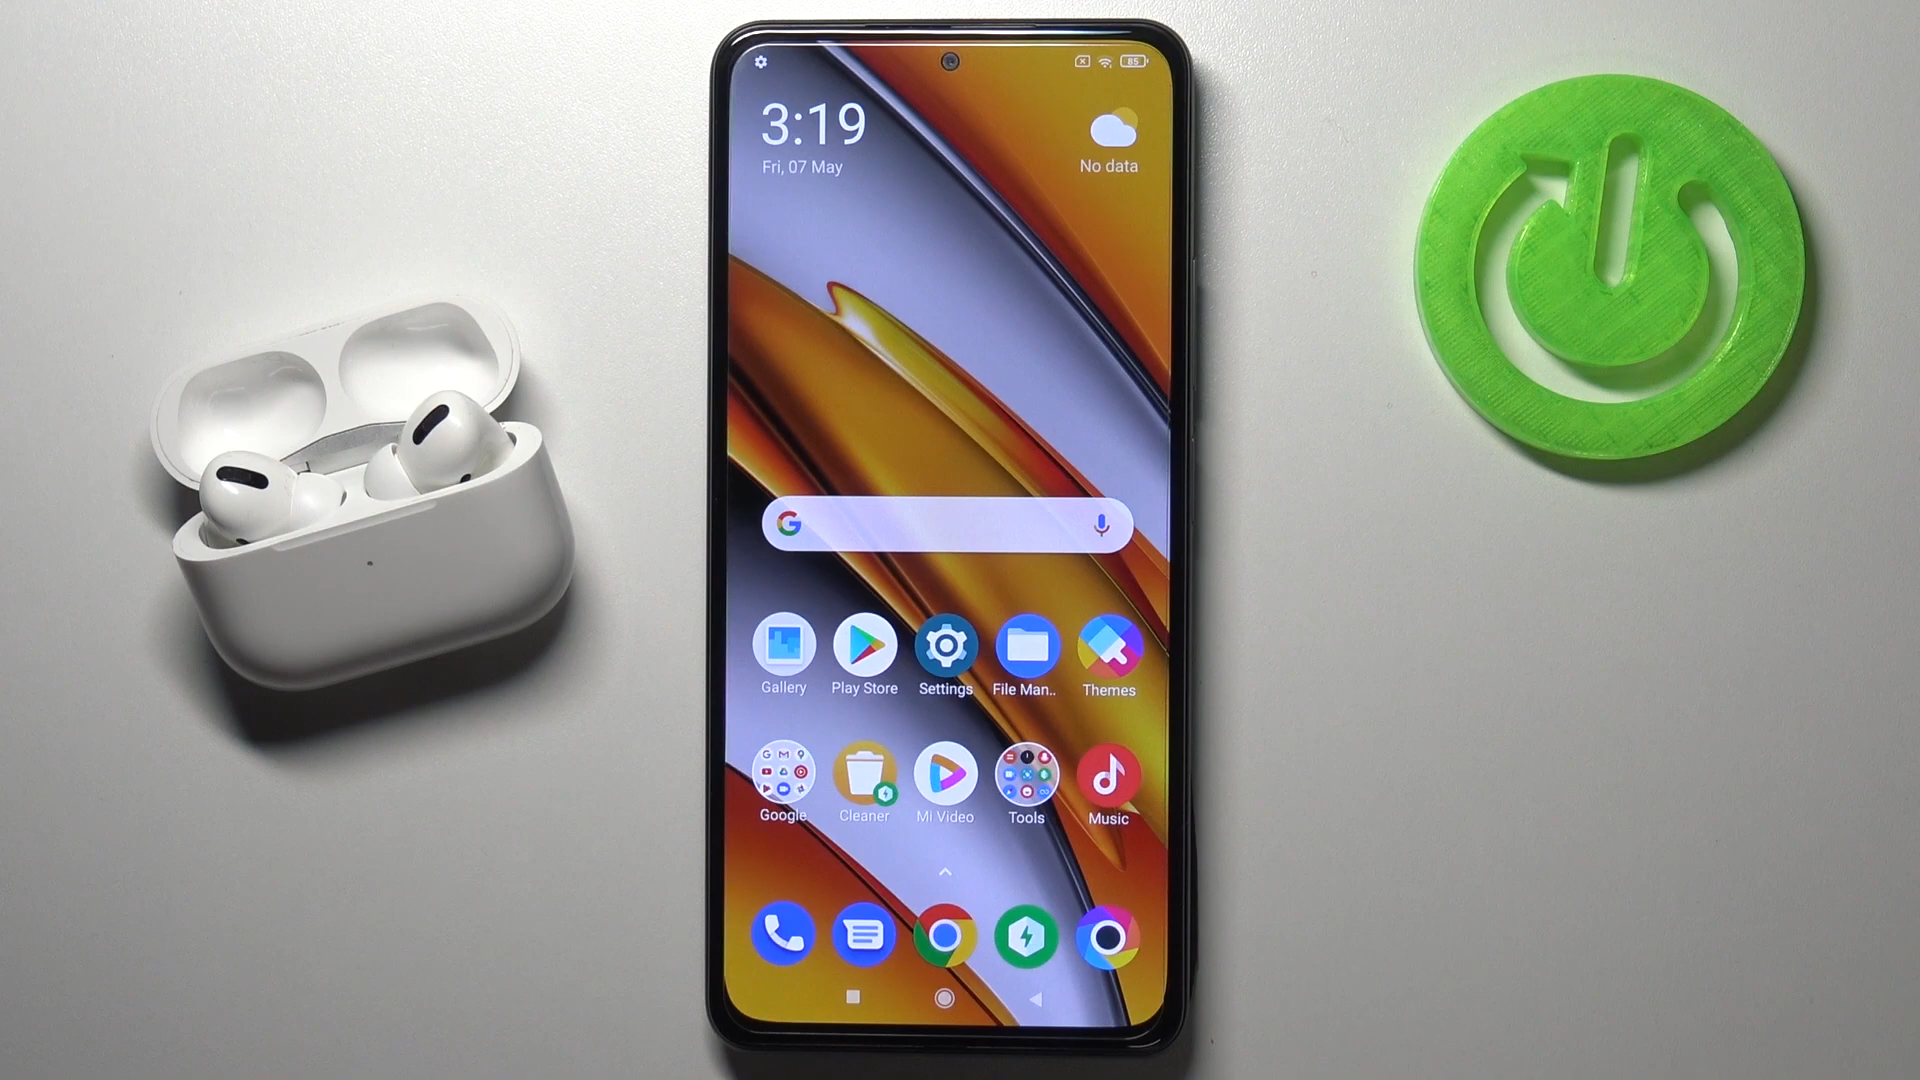 85
3:19
Fri, 07 May
No data
Gallery
Play Store
Settings
File Man..
Themes
Google
Cleaner
Mi Video
Tools
Music